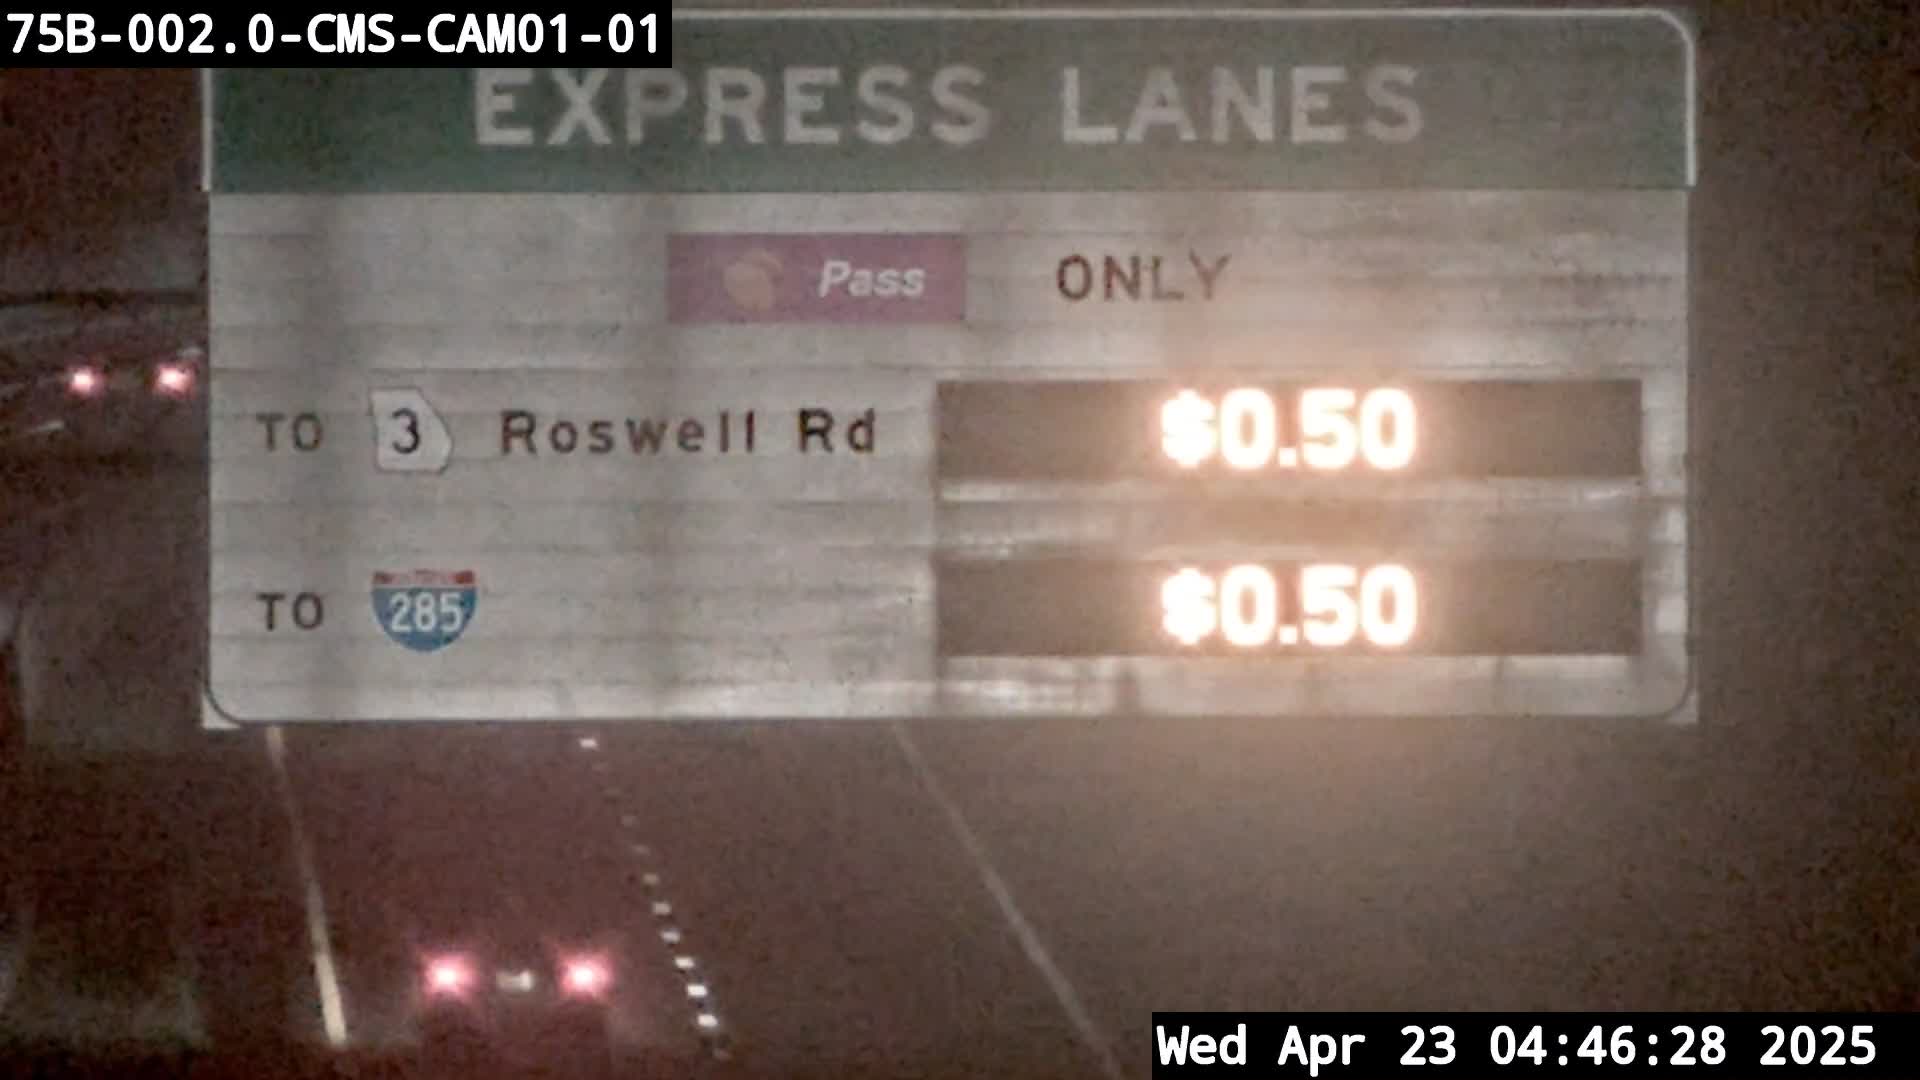 75B-002.0-CMS-CAM01-01
EXPRESS LANES
Pass ONLY
TO 3 Roswell Rd $0.50
TO 285 $0.50
Wed Apr 23 04:46:28 2025